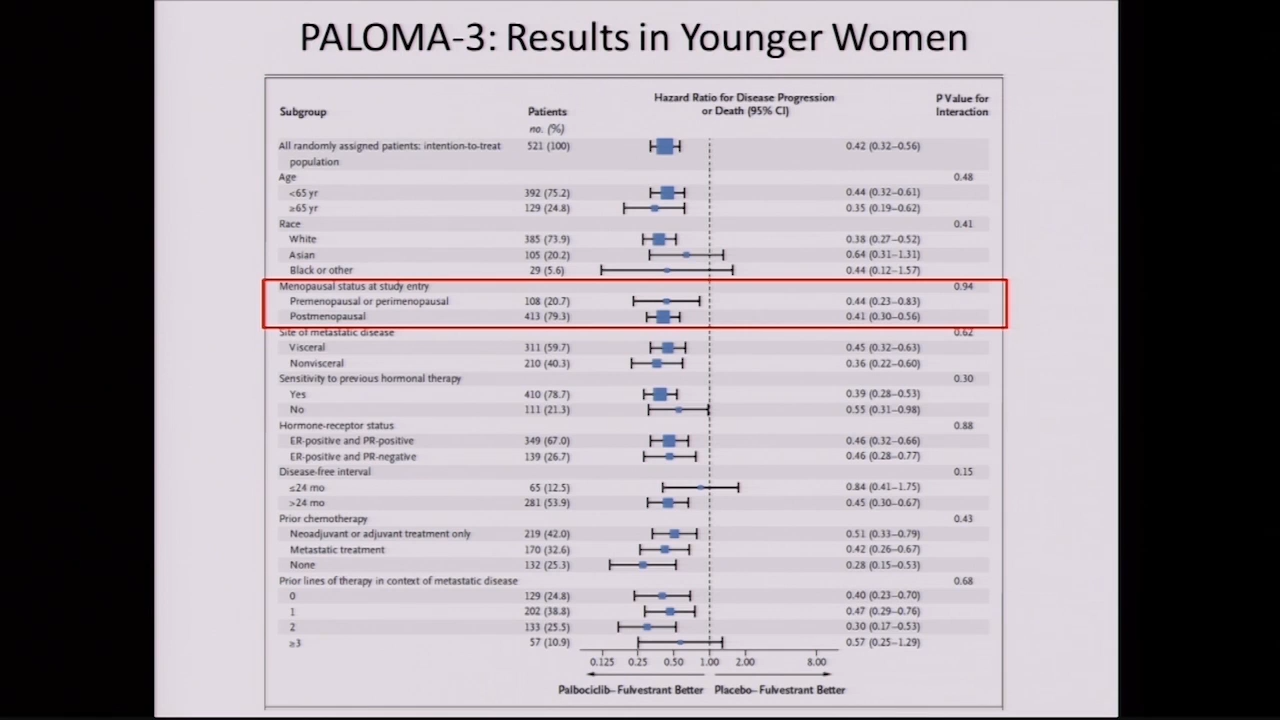 PALOMA-3: Results in Younger Women
Subgroup Patients Hazard Ratio for Disease Progression or Death (95% CI) P Value for Interaction
no. (%)
All randomly assigned patients: intention-to-treat population 521 (100) 0.42 (0.32–0.56)
Age 0.48
<65 yr 392 (75.2) 0.44 (0.32–0.61)
≥65 yr 129 (24.8) 0.35 (0.19–0.62)
Race 0.41
White 385 (73.9) 0.38 (0.27–0.52)
Asian 105 (20.2) 0.64 (0.31–1.31)
Black or other 29 (5.6) 0.44 (0.12–1.57)
Menopausal status at study entry 0.94
Premenopausal or perimenopausal 108 (20.7) 0.44 (0.23–0.83)
Postmenopausal 413 (79.3) 0.41 (0.30–0.56)
Site of metastatic disease 0.62
Visceral 311 (59.7) 0.45 (0.32–0.63)
Nonvisceral 210 (40.3) 0.36 (0.22–0.60)
Sensitivity to previous hormonal therapy 0.30
Yes 410 (78.7) 0.39 (0.28–0.53)
No 111 (21.3) 0.55 (0.31–0.98)
Hormone-receptor status 0.88
ER-positive and PR-positive 349 (67.0) 0.46 (0.32–0.66)
ER-positive and PR-negative 139 (26.7) 0.46 (0.28–0.77)
Disease-free interval 0.15
≤24 mo 65 (12.5) 0.84 (0.41–1.75)
>24 mo 281 (53.9) 0.45 (0.30–0.67)
Prior chemotherapy 0.43
Neoadjuvant or adjuvant treatment only 219 (42.0) 0.51 (0.33–0.79)
Metastatic treatment 170 (32.6) 0.42 (0.26–0.67)
None 132 (25.3) 0.28 (0.15–0.53)
Prior lines of therapy in context of metastatic disease 0.68
0 129 (24.8) 0.40 (0.23–0.70)
1 202 (38.8) 0.47 (0.29–0.76)
2 133 (25.5) 0.30 (0.17–0.53)
≥3 57 (10.9) 0.57 (0.25–1.29)
0.125 0.25 0.50 1.00 2.00 8.00
Palbociclib–Fulvestrant Better Placebo–Fulvestrant Better